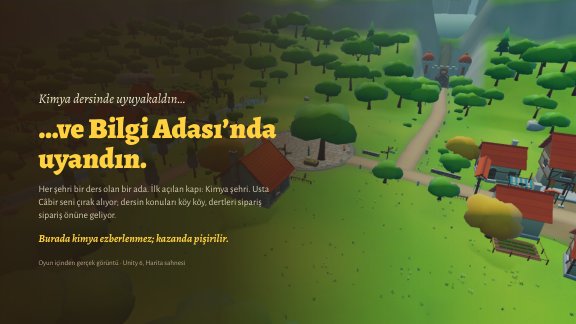 Kimya dersinde uyuyakaldın...
...ve Bilgi Adası'nda
uyandın.
Her şehri bir ders olan bir ada. İlk açılan kapı: Kimya şehri. Usta
Câbir seni çırak alıyor; dersin konuları köy köy, dertleri sipariş
sipariş önüne geliyor.
Burada kimya ezberlenmez; kazanda pişirilir.
Oyun içinden gerçek görüntü · Unity 6, Harita sahnesi